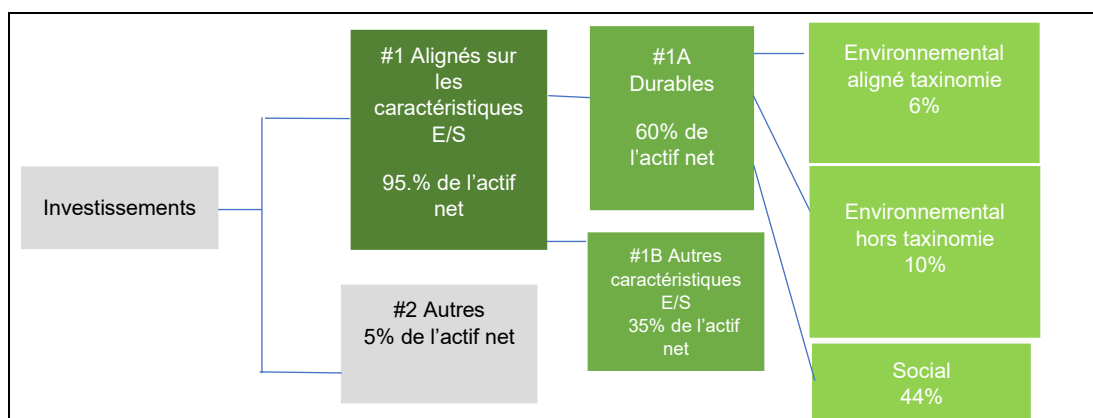 Investissements
#1 Alignés sur
les
caractéristiques
E/S
95.% de l’actif
net
#2 Autres
5% de l’actif net
#1A
Durables
60% de
l’actif net
#1B Autres
caractéristiques
E/S
35% de l’actif
net
Environnemental
aligné taxinomie
6%
Environnemental
hors taxinomie
10%
Social
44%